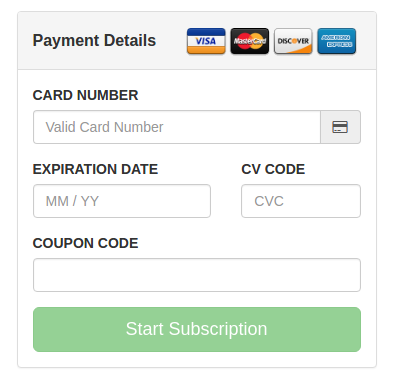 Payment Details VISA MasterCard DISCOVER AMERICAN EXPRESS
CARD NUMBER
Valid Card Number
EXPIRATION DATE CV CODE
MM / YY CVC
COUPON CODE
Start Subscription